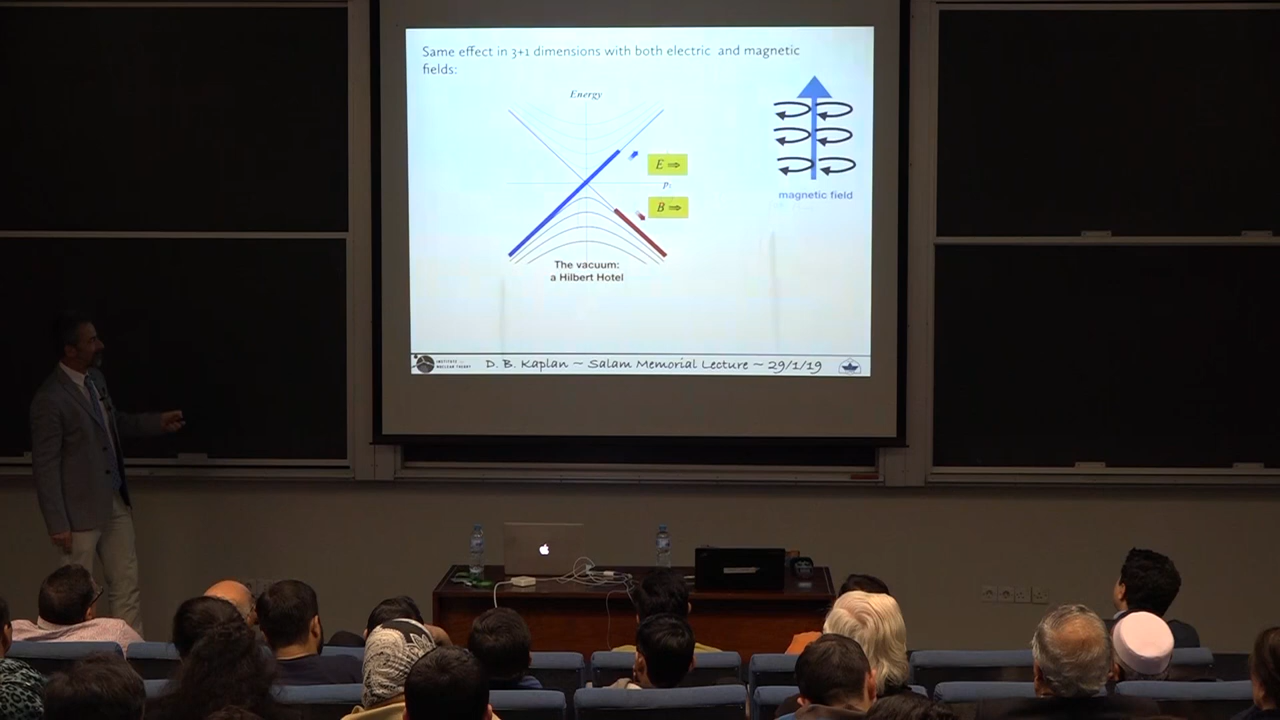 Same effect in 3+1 dimensions with both electric and magnetic
fields:
Energy
E ⇒
p
B ⇒
magnetic field
The vacuum:
a Hilbert Hotel
INSTITUTE for
NUCLEAR THEORY
D. B. Kaplan ~ Salam Memorial Lecture ~ 29/1/19